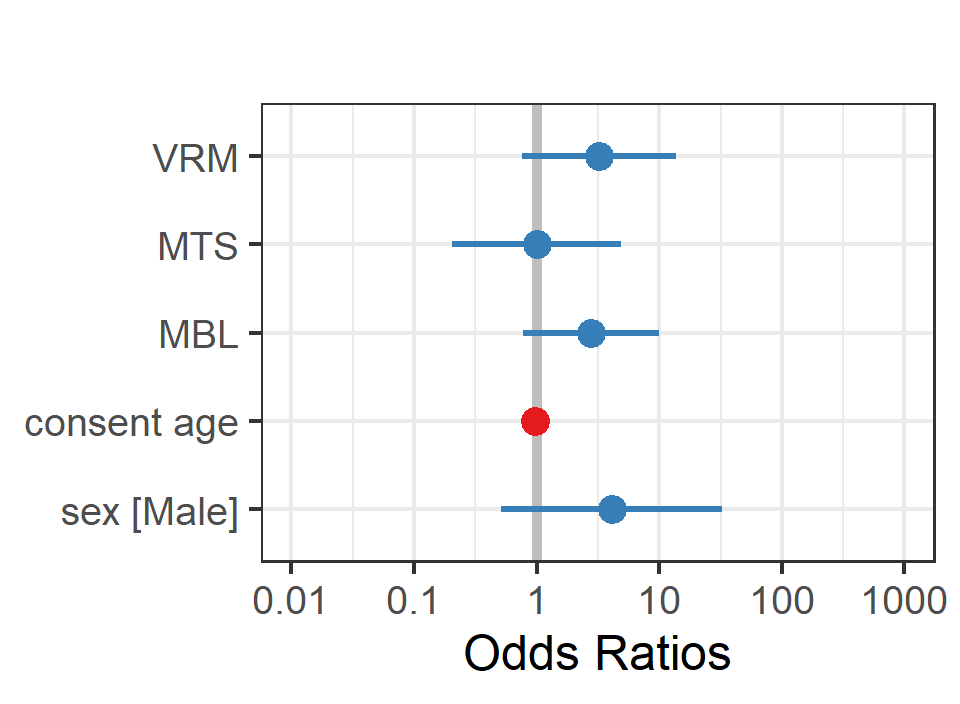 VRM
MTS
MBL
consent age
sex [Male]
0.01 0.1 1 10 100 1000
Odds Ratios